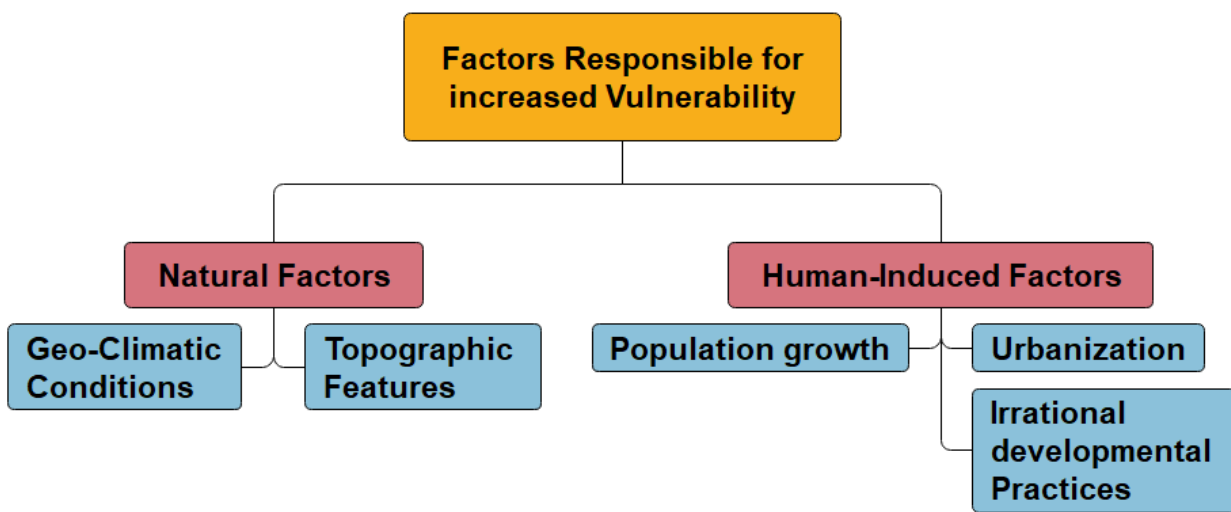 Factors Responsible for
increased Vulnerability
Natural Factors
Human-Induced Factors
Geo-Climatic
Conditions
Topographic
Features
Population growth
Urbanization
Irrational
developmental
Practices